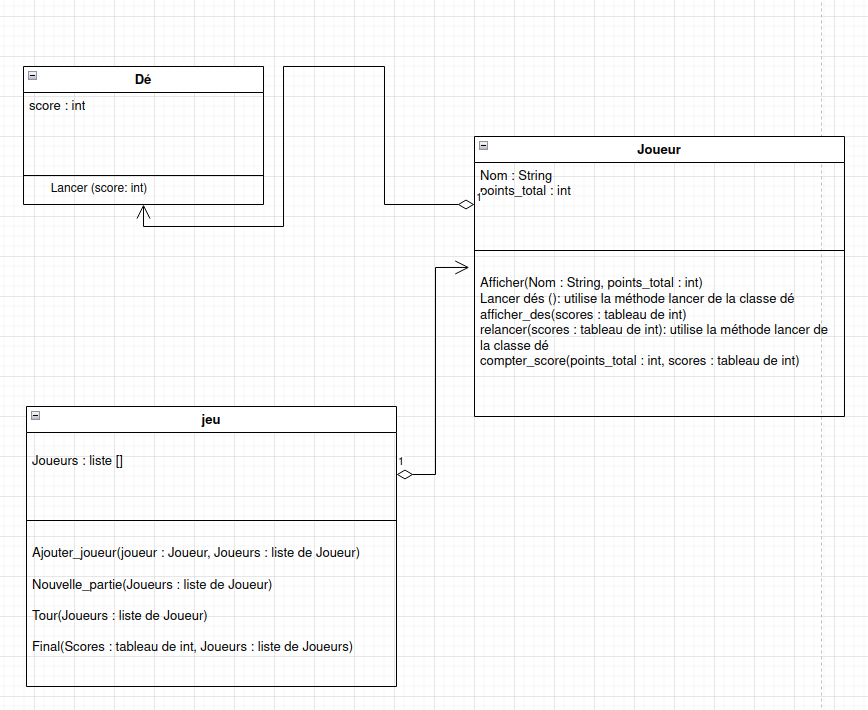 Dé
score : int
Lancer (score: int)
Joueur
Nom : String
points_total : int
1
Afficher(Nom : String, points_total : int)
Lancer dés (): utilise la méthode lancer de la classe dé
afficher_des(scores : tableau de int)
relancer(scores : tableau de int): utilise la méthode lancer de
la classe dé
compter_score(points_total : int, scores : tableau de int)
jeu
Joueurs : liste []
1
Ajouter_joueur(joueur : Joueur, Joueurs : liste de Joueur)
Nouvelle_partie(Joueurs : liste de Joueur)
Tour(Joueurs : liste de Joueur)
Final(Scores : tableau de int, Joueurs : liste de Joueurs)